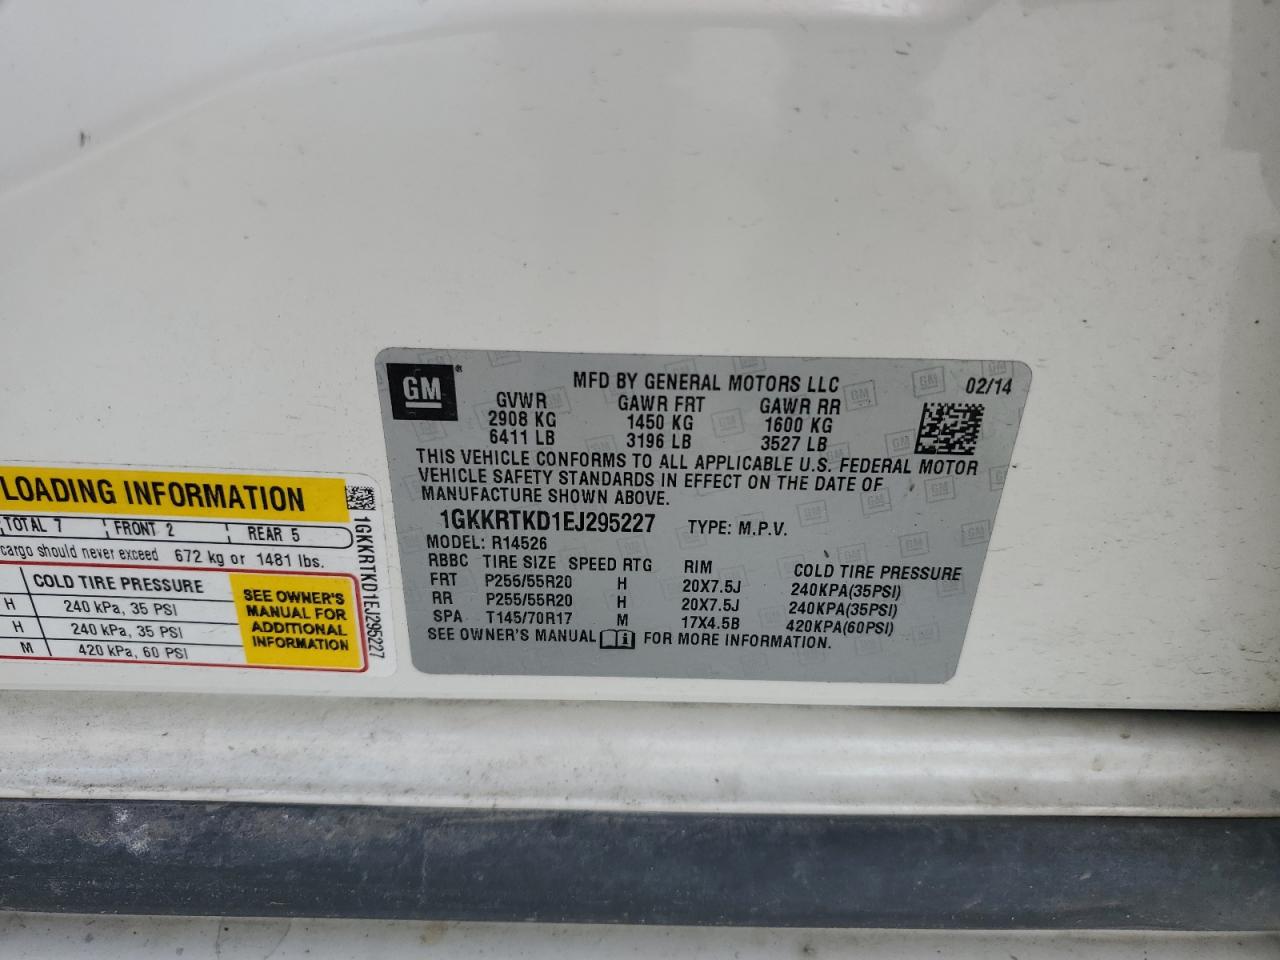 LOADING INFORMATION
TOTAL 7 FRONT 2 REAR 5
cargo should never exceed 672 kg or 1481 lbs.
COLD TIRE PRESSURE
H 240 kPa, 35 PSI
H 240 kPa, 35 PSI
M 420 kPa, 60 PSI
SEE OWNER'S
MANUAL FOR
ADDITIONAL
INFORMATION
1GKKRTKD1EJ295227
GM®
MFD BY GENERAL MOTORS LLC 02/14
GVWR GAWR FRT GAWR RR
2908 KG 1450 KG 1600 KG
6411 LB 3196 LB 3527 LB
THIS VEHICLE CONFORMS TO ALL APPLICABLE U.S. FEDERAL MOTOR
VEHICLE SAFETY STANDARDS IN EFFECT ON THE DATE OF
MANUFACTURE SHOWN ABOVE.
1GKKRTKD1EJ295227 TYPE: M.P.V.
MODEL: R14526
RBBC TIRE SIZE SPEED RTG RIM COLD TIRE PRESSURE
FRT P255/55R20 H 20X7.5J 240KPA(35PSI)
RR P255/55R20 H 20X7.5J 240KPA(35PSI)
SPA T145/70R17 M 17X4.5B 420KPA(60PSI)
SEE OWNER'S MANUAL FOR MORE INFORMATION.